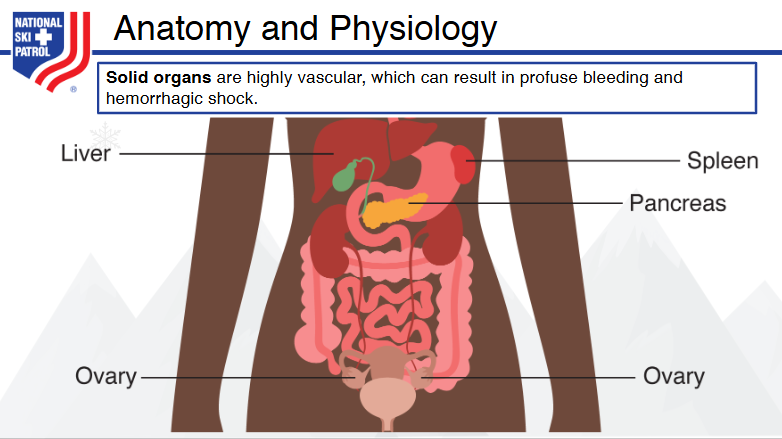 NATIONAL
SKI
PATROL
®
Anatomy and Physiology
Solid organs are highly vascular, which can result in profuse bleeding and
hemorrhagic shock.
Liver
Spleen
Pancreas
Ovary
Ovary